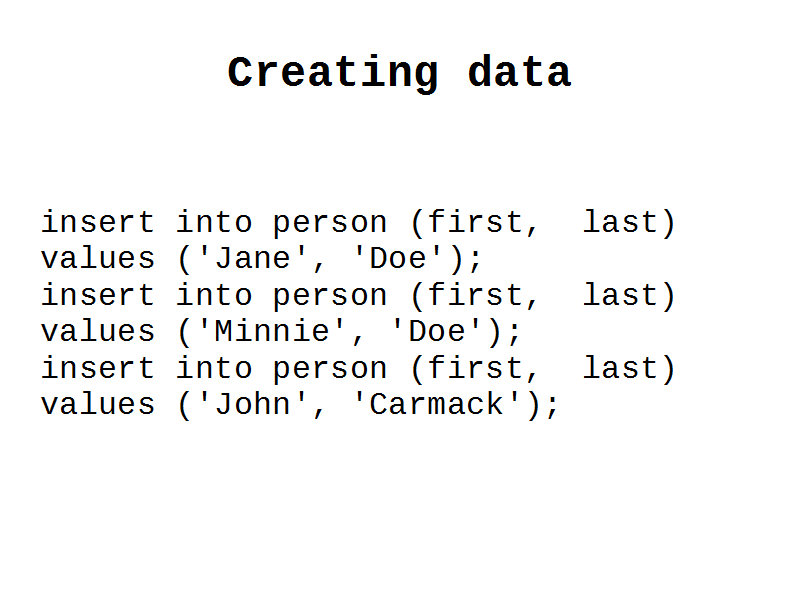 Creating data
insert into person (first,  last)
values ('Jane', 'Doe');
insert into person (first,  last)
values ('Minnie', 'Doe');
insert into person (first,  last)
values ('John', 'Carmack');